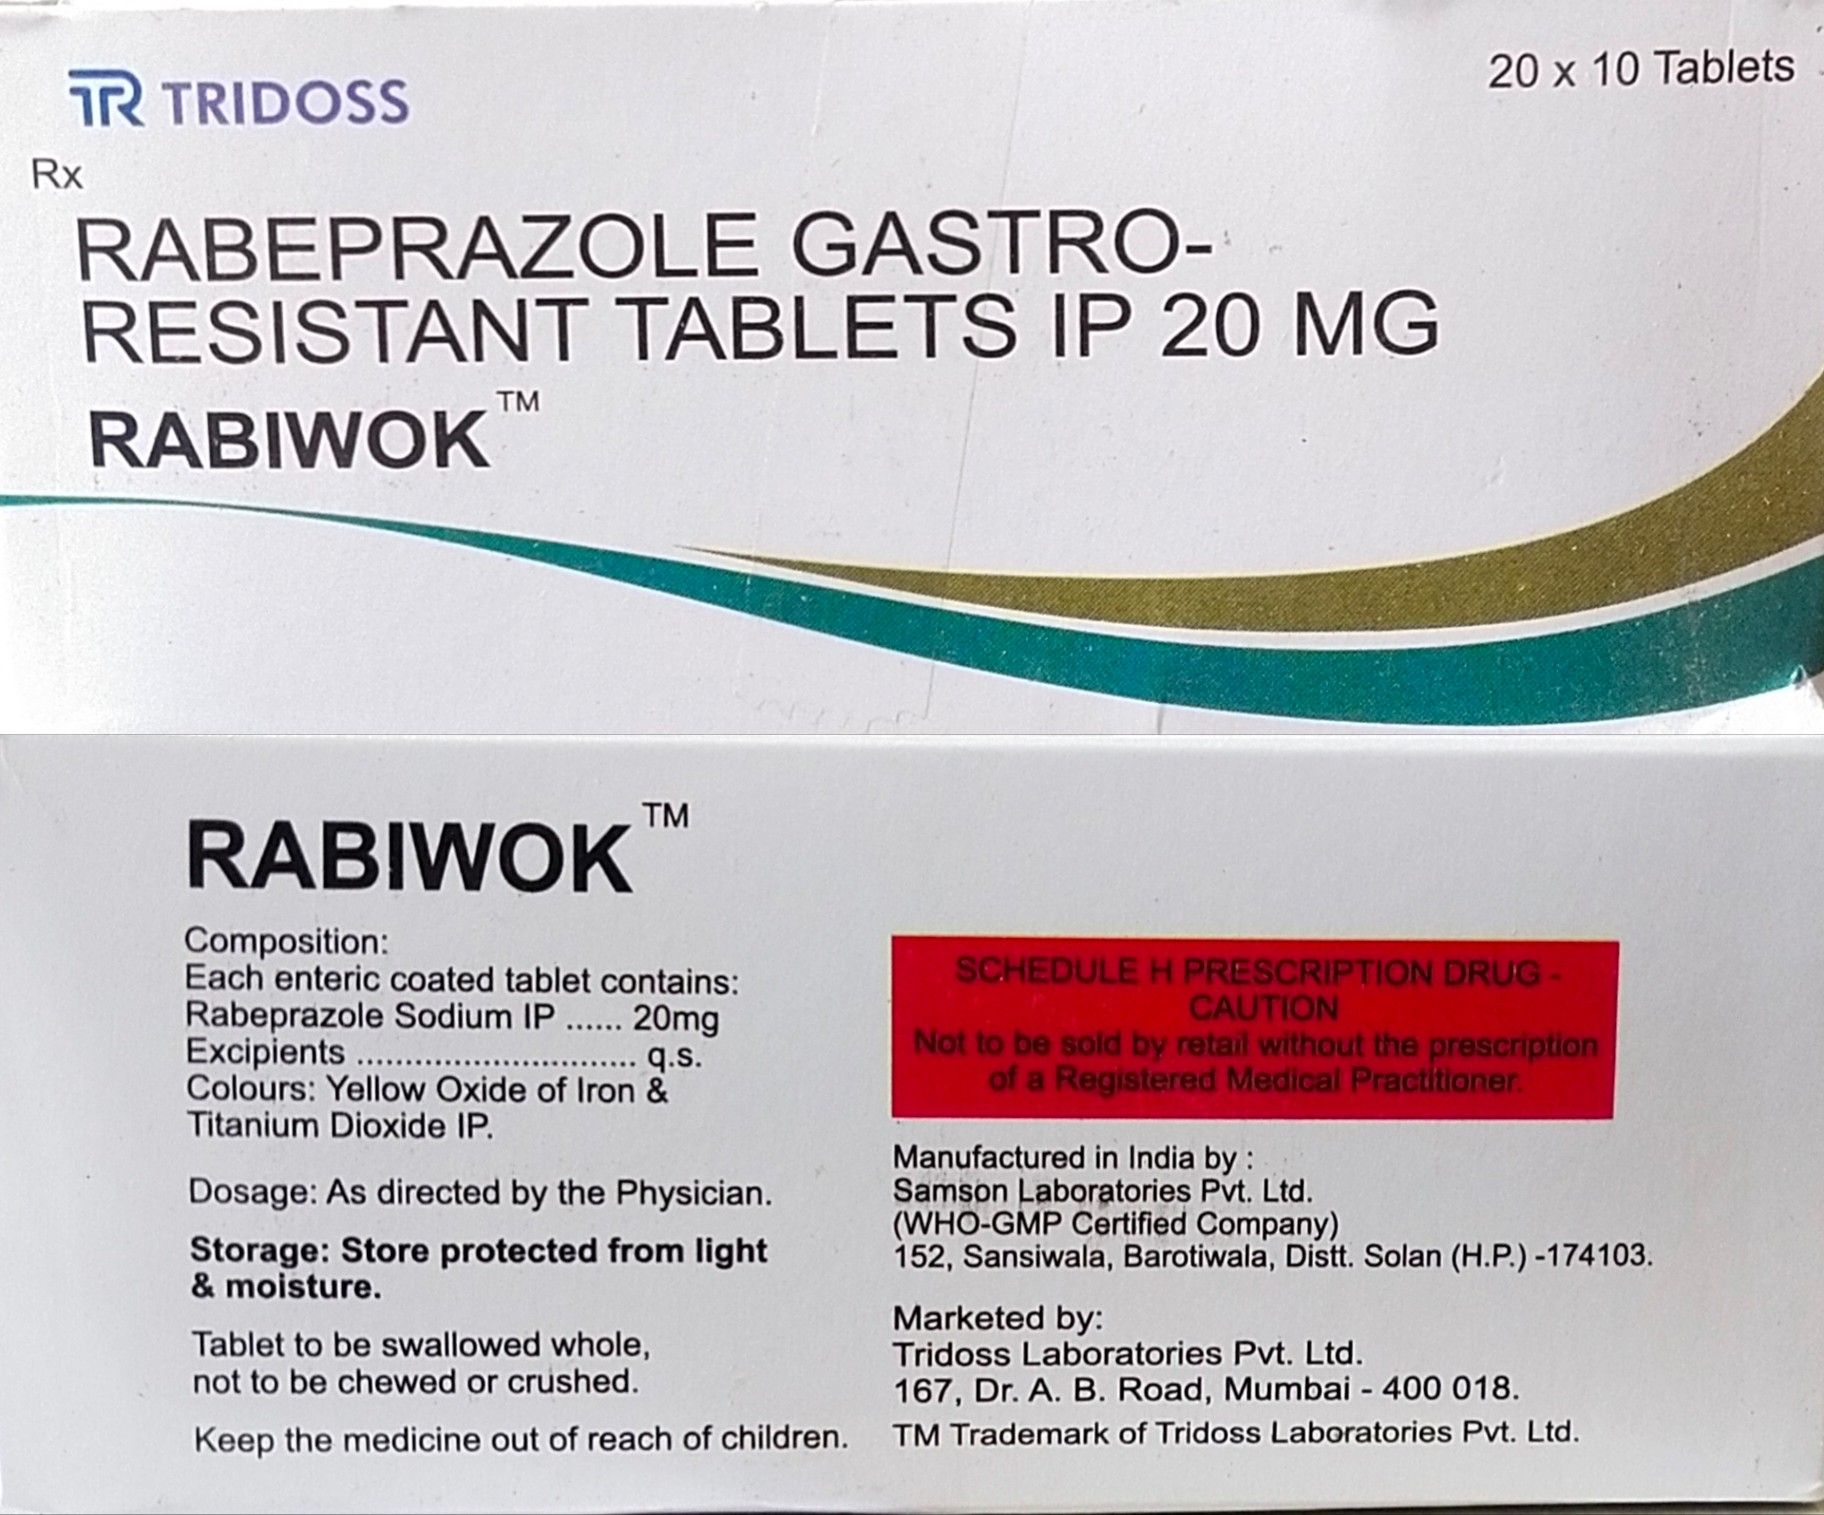 TR TRIDOSS
20 x 10 Tablets
Rx
RABEPRAZOLE GASTRO-
RESISTANT TABLETS IP 20 MG
RABIWOK™
RABIWOK™
Composition:
Each enteric coated tablet contains:
Rabeprazole Sodium IP ...... 20mg
Excipients ............................. q.s.
Colours: Yellow Oxide of Iron &
Titanium Dioxide IP.
Dosage: As directed by the Physician.
Storage: Store protected from light
& moisture.
Tablet to be swallowed whole,
not to be chewed or crushed.
Keep the medicine out of reach of children.
SCHEDULE H PRESCRIPTION DRUG -
CAUTION
Not to be sold by retail without the prescription
of a Registered Medical Practitioner.
Manufactured in India by :
Samson Laboratories Pvt. Ltd.
(WHO-GMP Certified Company)
152, Sansiwala, Barotiwala, Distt. Solan (H.P.) -174103.
Marketed by:
Tridoss Laboratories Pvt. Ltd.
167, Dr. A. B. Road, Mumbai - 400 018.
TM Trademark of Tridoss Laboratories Pvt. Ltd.